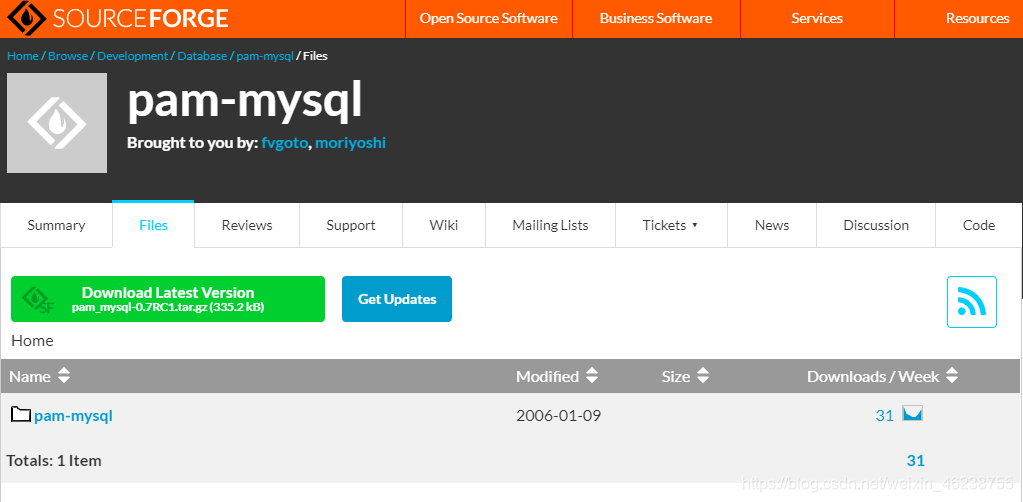 SOURCEFORGE
Open Source Software
Business Software
Services
Resources
Home / Browse / Development / Database / pam-mysql / Files
pam-mysql
Brought to you by: fvgoto, moriyoshi
Summary
Files
Reviews
Support
Wiki
Mailing Lists
Tickets
News
Discussion
Code
SF
Download Latest Version
pam_mysql-0.7RC1.tar.gz (335.2 kB)
Get Updates
Home
Name
Modified
Size
Downloads / Week
pam-mysql
2006-01-09
31
Totals: 1 Item
31
https://blog.csdn.net/weixin_46238755